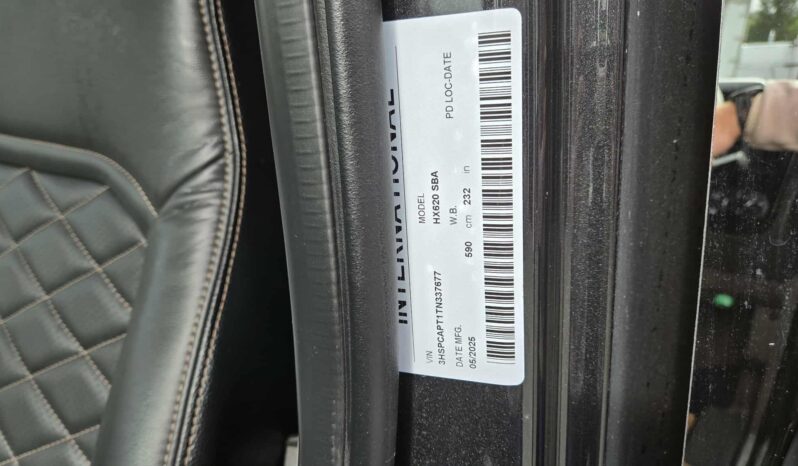 INTERNATIONAL
VIN
3HSPCAPT1TN337677
MODEL
HX620 SBA
DATE MFG.
05/2025
W.B.
590 cm 232 in
PD LOC-DATE